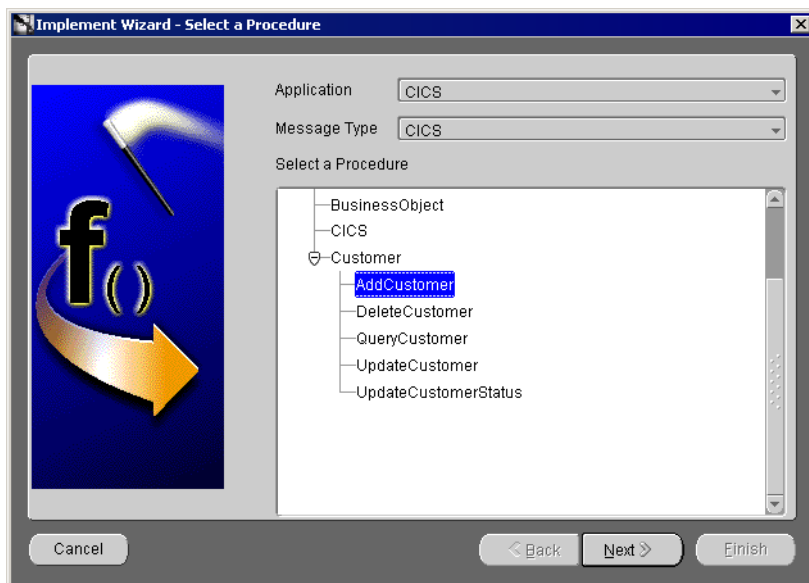 Implement Wizard - Select a Procedure
Application CICS
Message Type CICS
Select a Procedure
BusinessObject
CICS
Customer
AddCustomer
DeleteCustomer
QueryCustomer
UpdateCustomer
UpdateCustomerStatus
f()
Cancel Back Next Finish